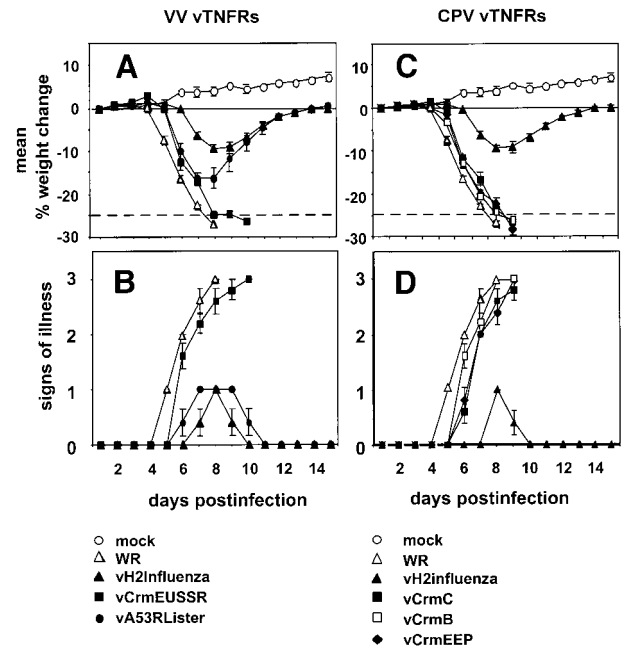 VV vTNFRs
CPV vTNFRs
A
C
mean
% weight change
10
0
-10
-20
-30
10
0
-10
-20
-30
B
D
signs of illness
3
2
1
0
3
2
1
0
2 4 6 8 10 12 14
2 4 6 8 10 12 14
days postinfection
days postinfection
mock
WR
vH2Influenza
vCrmEUSSR
vA53RLister
mock
WR
vH2influenza
vCrmC
vCrmB
vCrmEEP